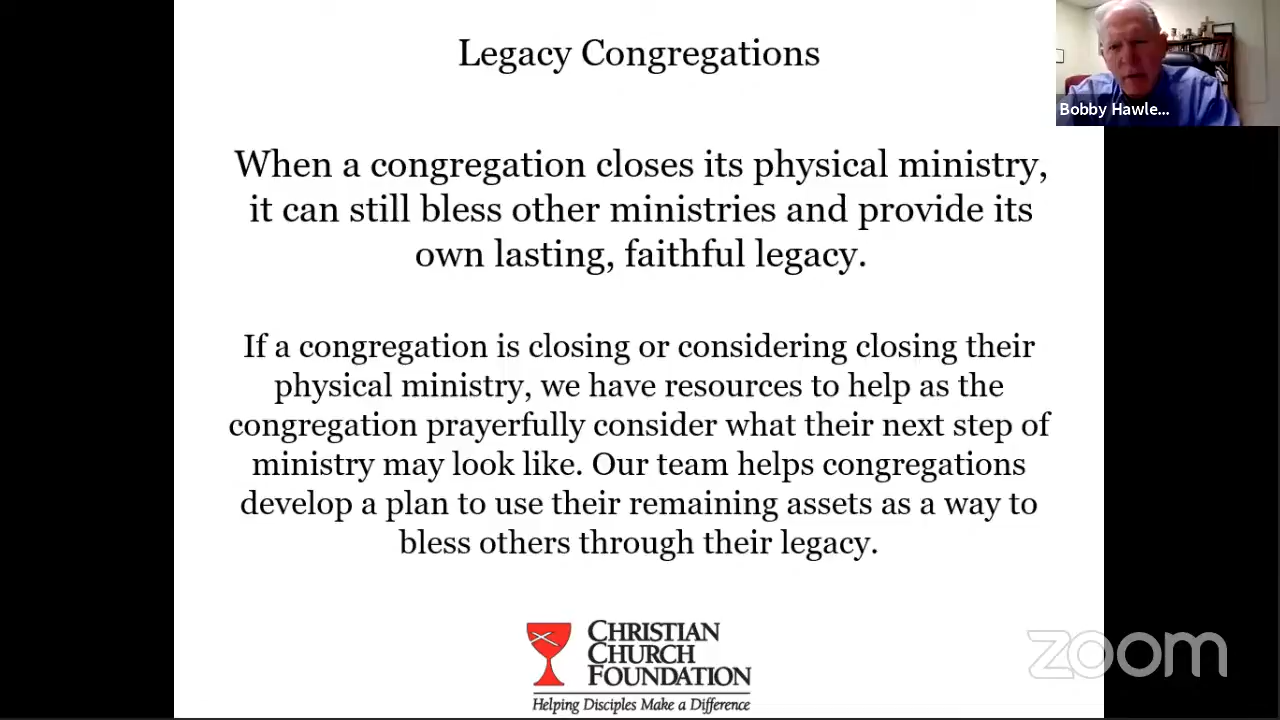 Legacy Congregations
Bobby Hawle...
When a congregation closes its physical ministry,
it can still bless other ministries and provide its
own lasting, faithful legacy.
If a congregation is closing or considering closing their
physical ministry, we have resources to help as the
congregation prayerfully consider what their next step of
ministry may look like. Our team helps congregations
develop a plan to use their remaining assets as a way to
bless others through their legacy.
CHRISTIAN
CHURCH
FOUNDATION
Helping Disciples Make a Difference
zoom